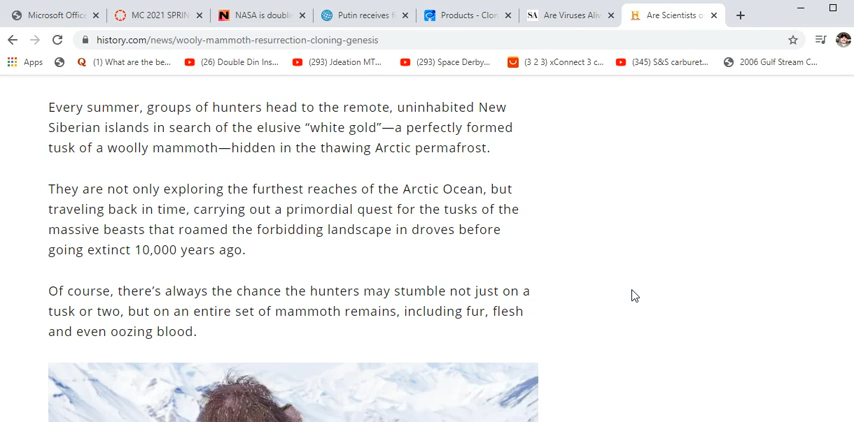 Microsoft Office
MC 2021 SPRIN
NASA is doubli
Putin receives f
Products - Clon
Are Viruses Aliv
Are Scientists o
history.com/news/wooly-mammoth-resurrection-cloning-genesis
Apps
(1) What are the be...
(26) Double Din Ins...
(293) Jdeation MT...
(293) Space Derby...
(3 2 3) xConnect 3 c...
(345) S&S carburet...
2006 Gulf Stream C...
Every summer, groups of hunters head to the remote, uninhabited New
Siberian islands in search of the elusive “white gold”—a perfectly formed
tusk of a woolly mammoth—hidden in the thawing Arctic permafrost.
They are not only exploring the furthest reaches of the Arctic Ocean, but
traveling back in time, carrying out a primordial quest for the tusks of the
massive beasts that roamed the forbidding landscape in droves before
going extinct 10,000 years ago.
Of course, there’s always the chance the hunters may stumble not just on a
tusk or two, but on an entire set of mammoth remains, including fur, flesh
and even oozing blood.